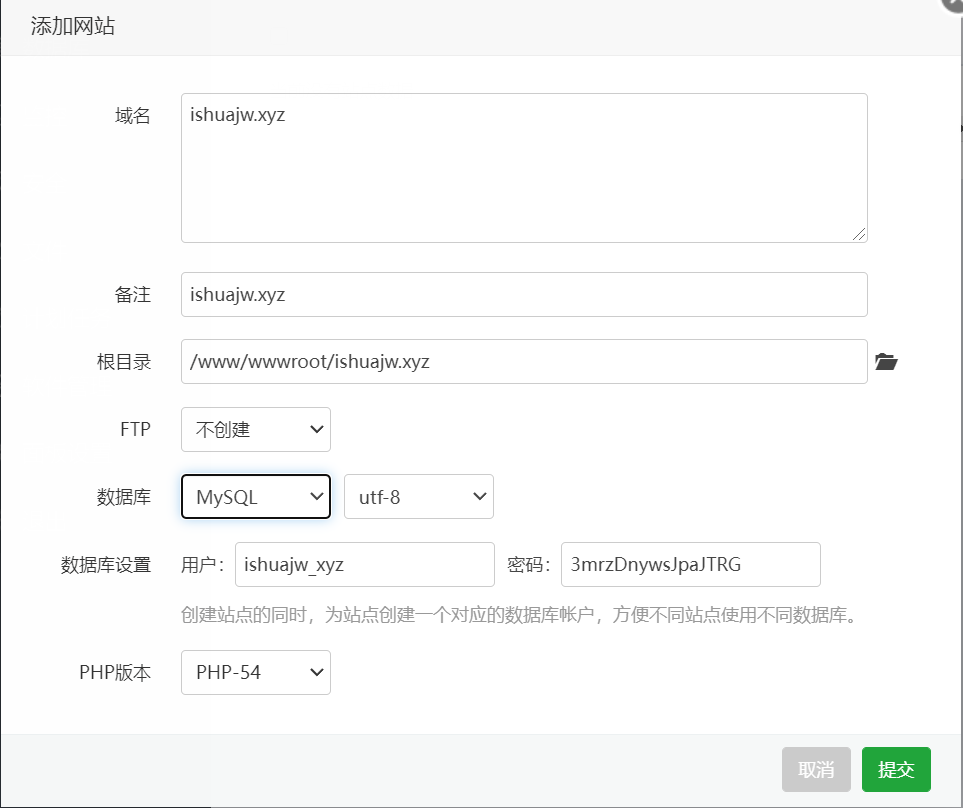 添加网站
域名 ishuajw.xyz
备注 ishuajw.xyz
根目录 /www/wwwroot/ishuajw.xyz
FTP 不创建
数据库 MySQL utf-8
数据库设置 用户： ishuajw_xyz 密码： 3mrzDnywsJpaJTRG
创建站点的同时，为站点创建一个对应的数据库帐户，方便不同站点使用不同数据库。
PHP版本 PHP-54
取消 提交